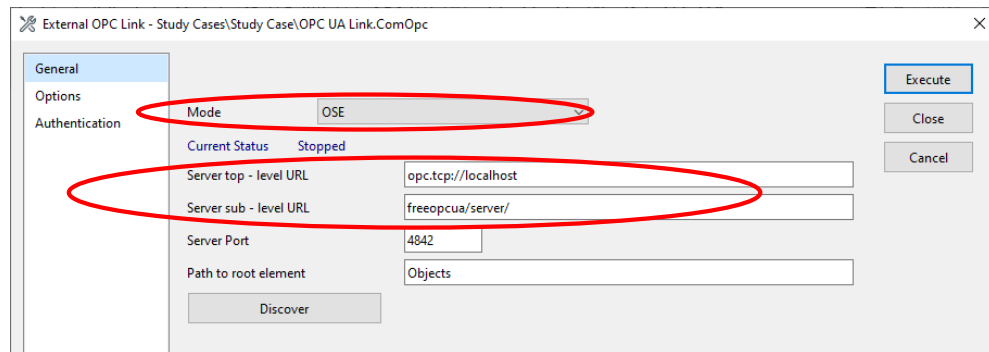 External OPC Link - Study Cases\Study Case\OPC UA Link.ComOpc
General
Options
Authentication
Mode OSE
Current Status Stopped
Server top - level URL opc.tcp://localhost
Server sub - level URL freeopcua/server/
Server Port 4842
Path to root element Objects
Discover
Execute
Close
Cancel